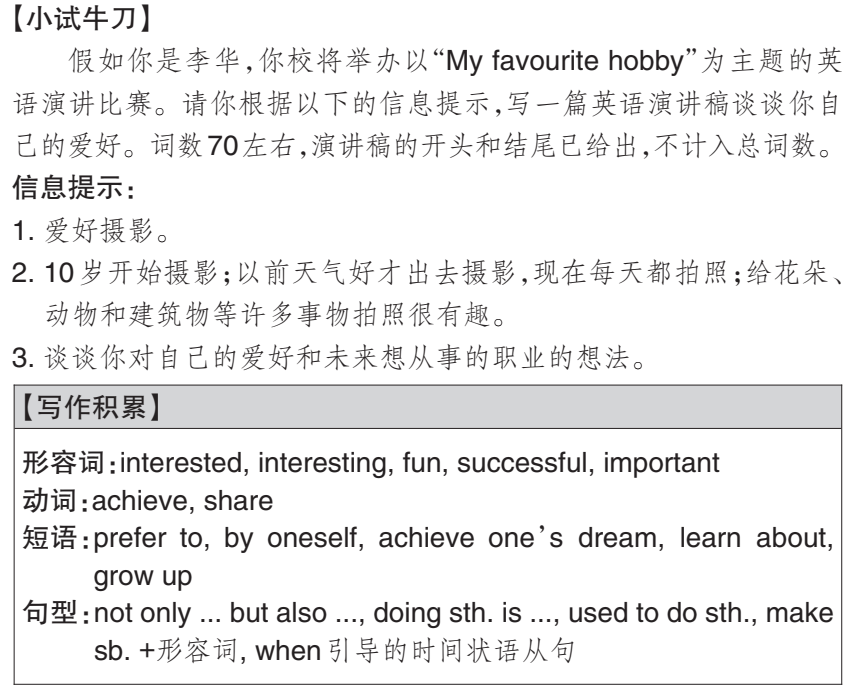 【小试牛刀】
假如你是李华,你校将举办以“My favourite hobby”为主题的英
语演讲比赛。请你根据以下的信息提示,写一篇英语演讲稿谈谈你自
己的爱好。词数70左右,演讲稿的开头和结尾已给出,不计入总词数。
信息提示:
1. 爱好摄影。
2. 10岁开始摄影;以前天气好才出去摄影,现在每天都拍照;给花朵、
动物和建筑物等许多事物拍照很有趣。
3. 谈谈你对自己的爱好和未来想从事的职业的想法。
【写作积累】
形容词:interested, interesting, fun, successful, important
动词:achieve, share
短语:prefer to, by oneself, achieve one’s dream, learn about,
grow up
句型:not only ... but also ..., doing sth. is ..., used to do sth., make
sb. +形容词, when引导的时间状语从句